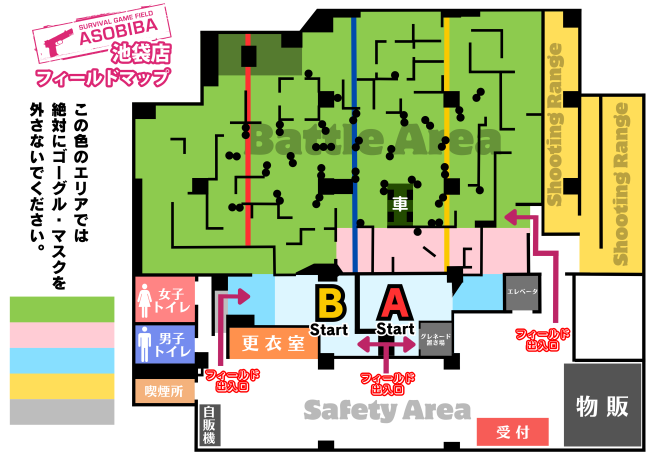 SURVIVAL GAME FIELD
ASOBIBA
池袋店
フィールドマップ
この色のエリアでは
絶対にゴーグル・マスクを
外さないでください。
Battle Area
Shooting Range
Shooting Range
車
女子
トイレ
男子
トイレ
喫煙所
自販機
更衣室
B
Start
A
Start
グレネード
置き場
エレベータ
フィールド
出入口
フィールド
出入口
フィールド
出入口
Safety Area
受付
物販